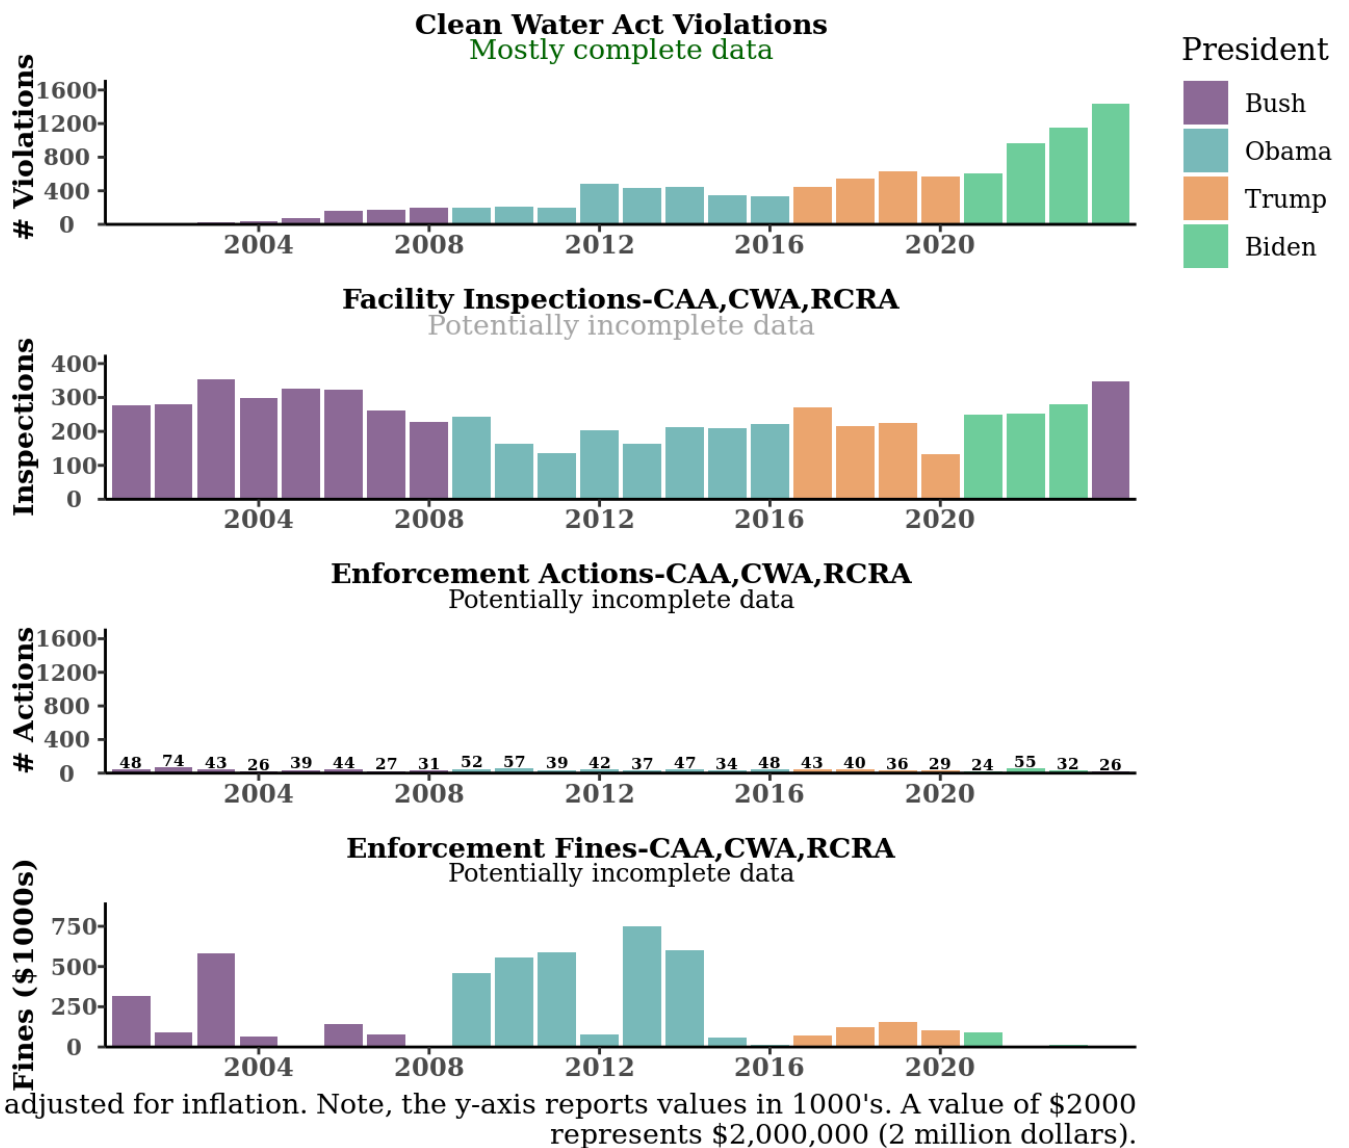 Clean Water Act Violations
Mostly complete data
# Violations
1600
1200
800
400
0
2004 2008 2012 2016 2020
President
Bush
Obama
Trump
Biden
Facility Inspections-CAA,CWA,RCRA
Potentially incomplete data
Inspections
400
300
200
100
0
2004 2008 2012 2016 2020
Enforcement Actions-CAA,CWA,RCRA
Potentially incomplete data
# Actions
1600
1200
800
400
0
48 74 43 26 39 44 27 31 52 57 39 42 37 47 34 48 43 40 36 29 24 55 32 26
2004 2008 2012 2016 2020
Enforcement Fines-CAA,CWA,RCRA
Potentially incomplete data
Fines ($1000s)
750
500
250
0
2004 2008 2012 2016 2020
adjusted for inflation. Note, the y-axis reports values in 1000's. A value of $2000
represents $2,000,000 (2 million dollars).